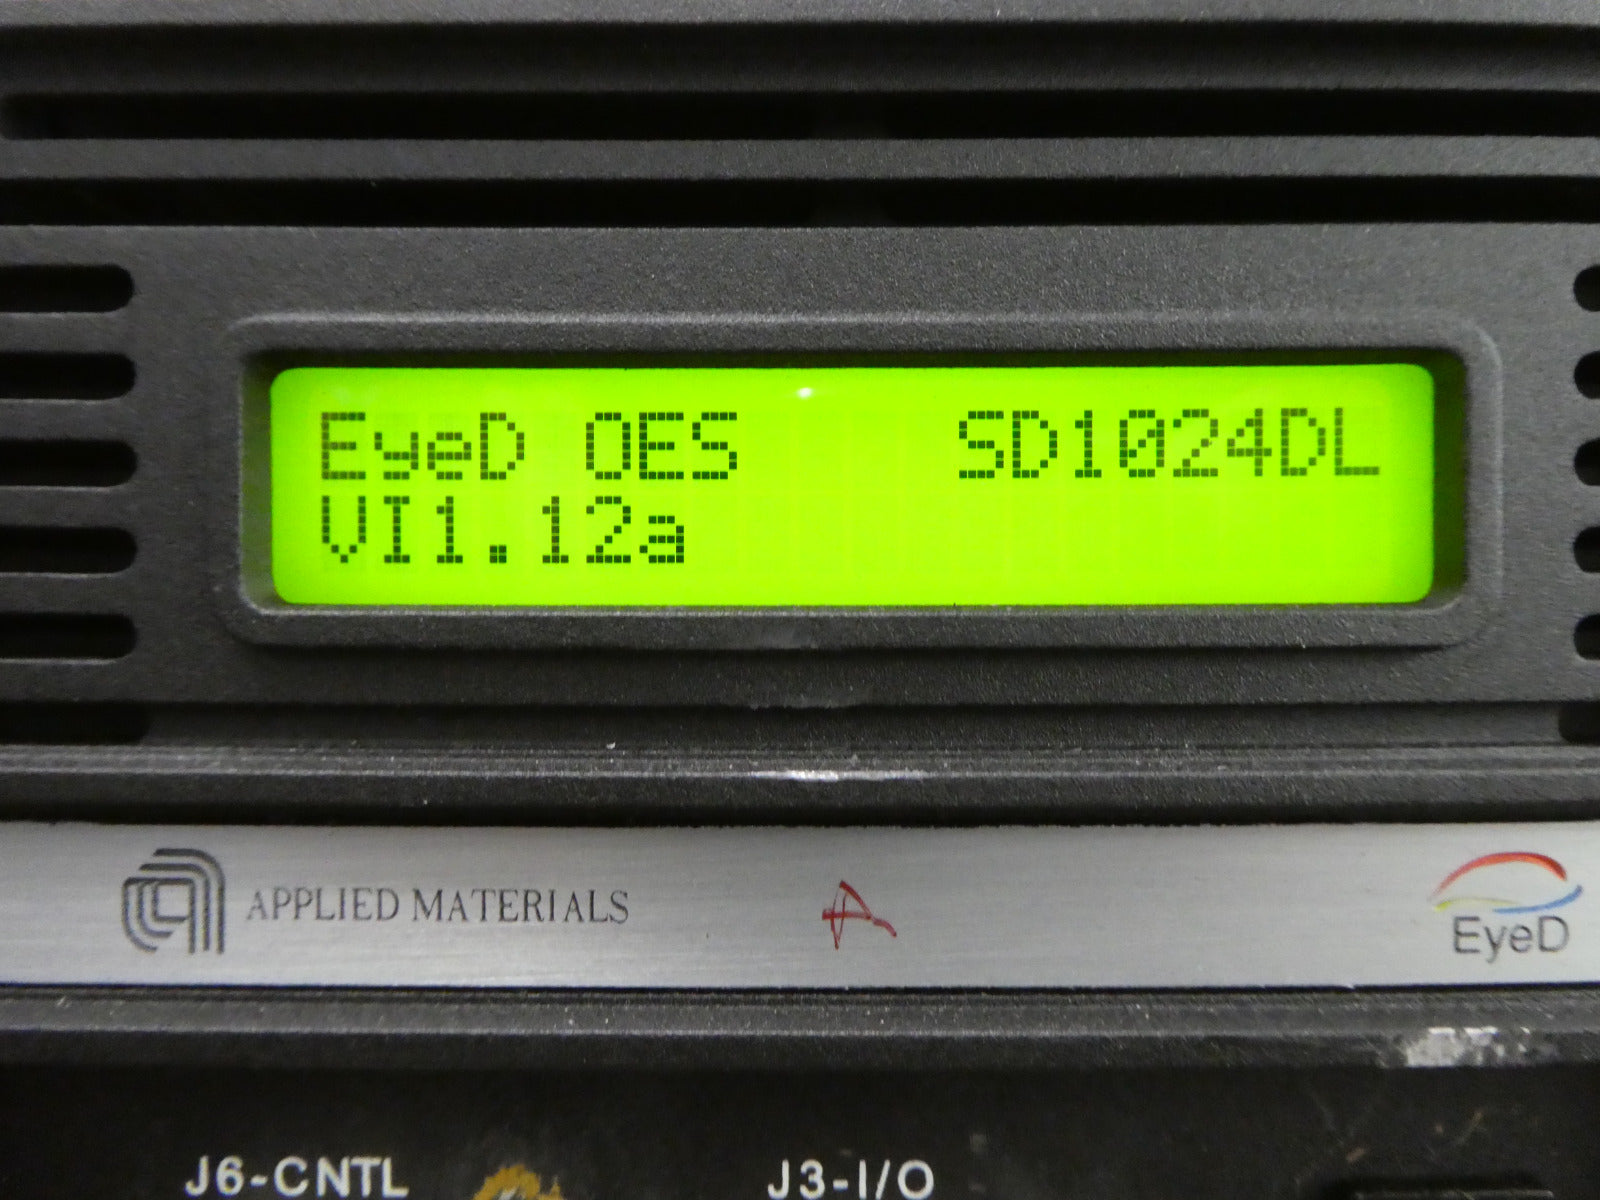 EyeD OES SD1024DL
VI1.12a
APPLIED MATERIALS
A
EyeD
J6-CNTL
J3-I/O